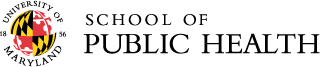 UNIVERSITY OF
18 56
MARYLAND
SCHOOL OF
PUBLIC HEALTH